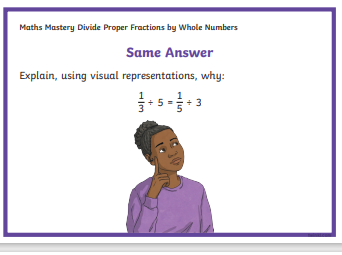 Maths Mastery Divide Proper Fractions by Whole Numbers
Same Answer
Explain, using visual representations, why:
1/3 ÷ 5 = 1/5 ÷ 3